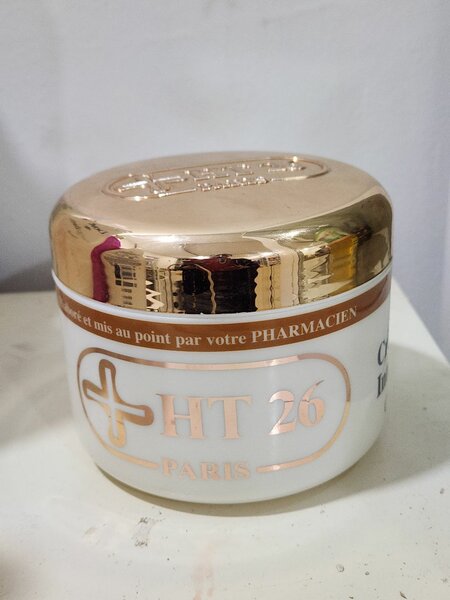 et mis au point par votre PHARMACIEN
HT 26
PARIS